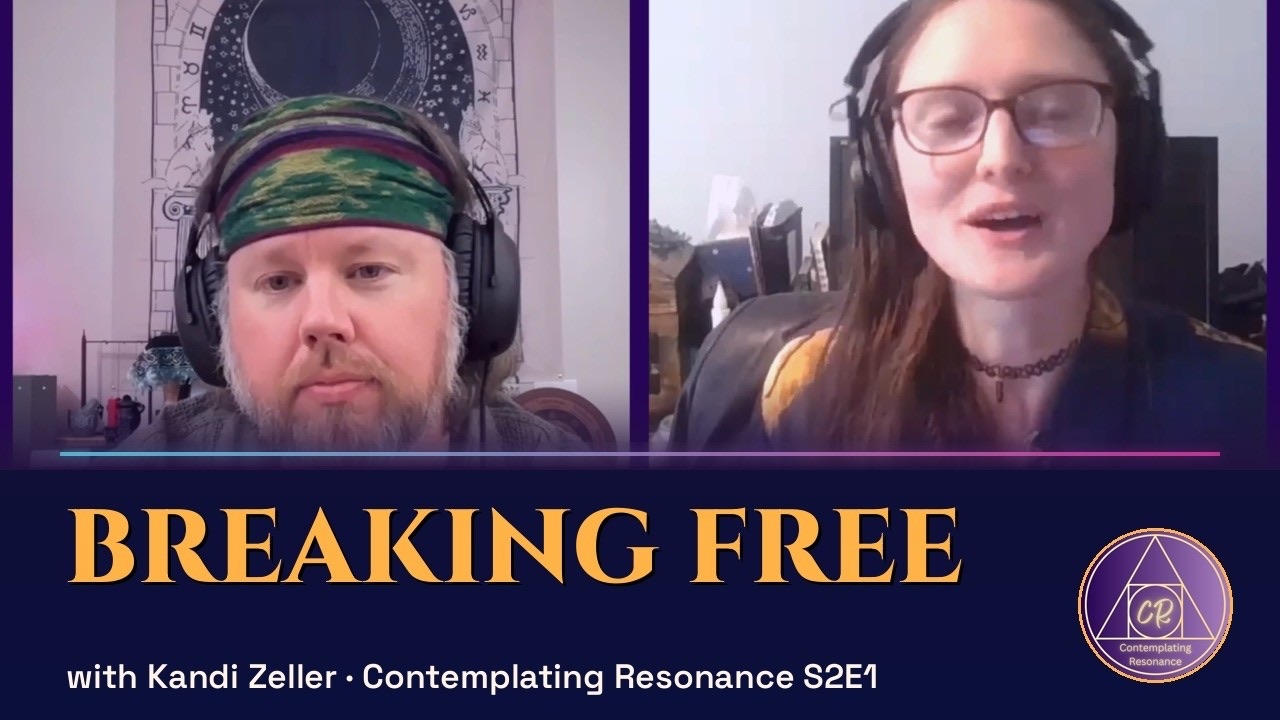 BREAKING FREE
with Kandi Zeller · Contemplating Resonance S2E1
CR
Contemplating
Resonance